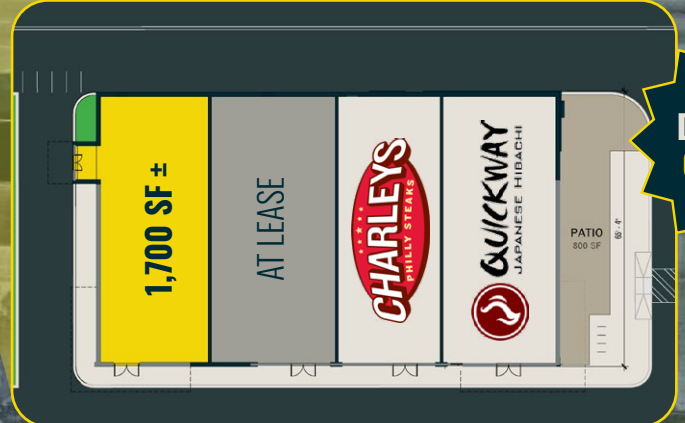 1,700 SF ±
AT LEASE
CHARLEYS
PHILLY STEAKS
QUICKWAY
JAPANESE HIBACHI
PATIO
800 SF